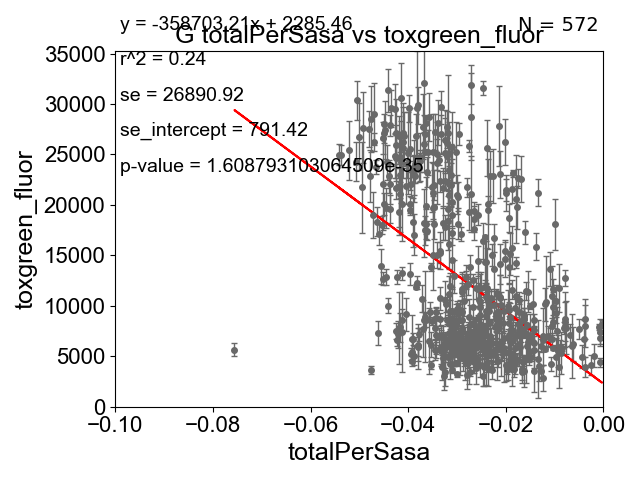 y = -358703.21x + 2285.46
N = 572
G totalPerSasa vs toxgreen_fluor
r^2 = 0.24
se = 26890.92
se_intercept = 791.42
p-value = 1.608793103064509e-35
toxgreen_fluor
35000
30000
25000
20000
15000
10000
5000
0
−0.10 −0.08 −0.06 −0.04 −0.02 0.00
totalPerSasa